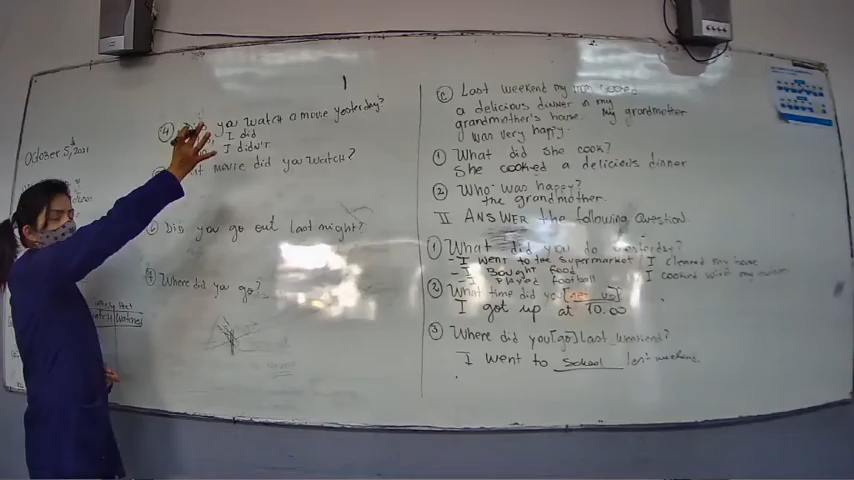 October 5th, 2021
④ you watch a movie yesterday?
I did
I didn't
movie did you watch?
⑥ Did you go out last night?
⑦ Where did you go?
watches
© Last weekend my mom cooked
a delicious dinner in my
grandmother's house. My grandmother
was very happy.
① What did she cook?
She cooked a delicious dinner
② Who was happy?
the grandmother.
II Answer the following question
① What did you do yesterday?
- I went to the supermarket I cleaned my house
- I bought food I cooked with my
- I played football
② What time did you [get up]
I got up at 10.00
③ Where did you [go] last weekend?
I went to school last weekend